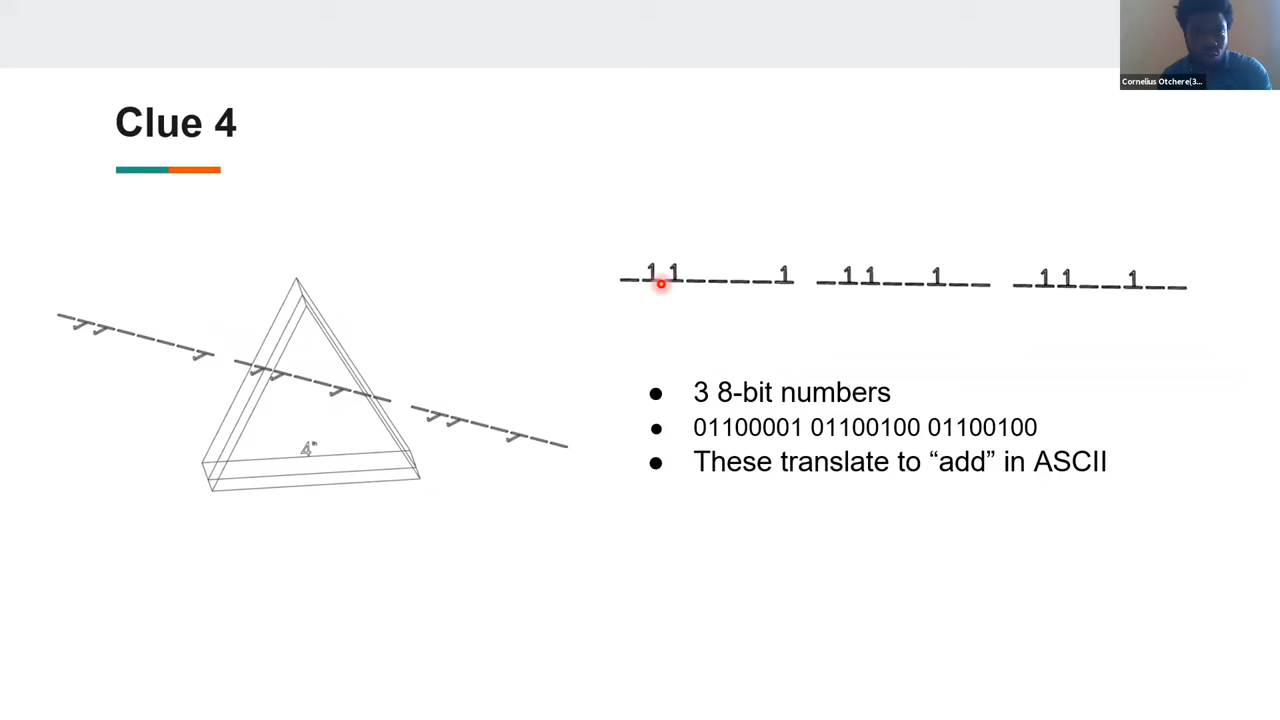 Cornelius Otchere(3...
Clue 4
_11____1 _11__1__ _11__1__
4"
● 3 8-bit numbers
● 01100001 01100100 01100100
● These translate to “add” in ASCII